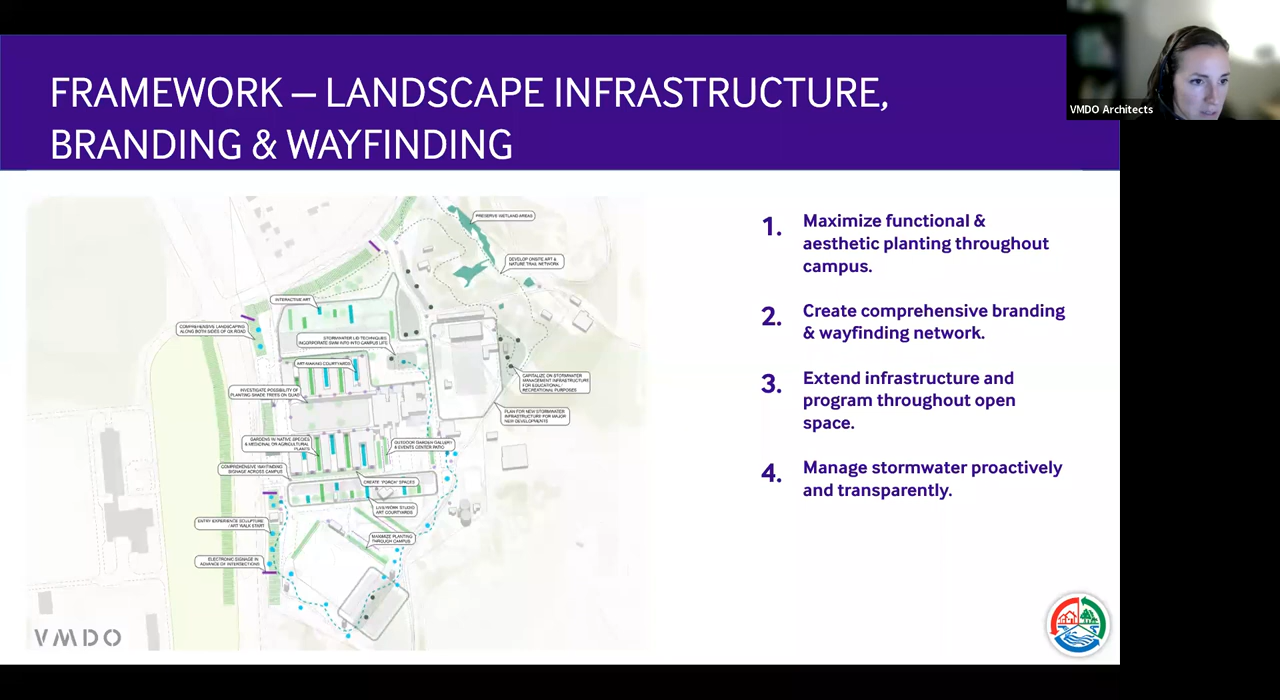 FRAMEWORK – LANDSCAPE INFRASTRUCTURE,
BRANDING & WAYFINDING
VMDO Architects
1. Maximize functional &
aesthetic planting throughout
campus.
2. Create comprehensive branding
& wayfinding network.
3. Extend infrastructure and
program throughout open
space.
4. Manage stormwater proactively
and transparently.
PRESERVE WETLAND AREAS
DEVELOP ONSITE ART &
NATURE TRAIL NETWORK
INTERACTIVE ART
COMPREHENSIVE LANDSCAPING
ALONG BOTH SIDES OF OX ROAD
STORMWATER LID TECHNIQUES
INCORPORATE SWM INTO INTO CAMPUS LIFE
ART-MAKING COURTYARDS
CAPITALIZE ON STORMWATER
MANAGEMENT INFRASTRUCTURE
FOR EDUCATIONAL /
RECREATIONAL PURPOSES
INVESTIGATE POSSIBILITY OF
PLANTING SHADE TREES ON QUAD
PLAN FOR NEW STORMWATER
INFRASTRUCTURE FOR MAJOR
NEW DEVELOPMENTS
GARDENS IN NATIVE SPECIES
& MEDICINAL OR AGRICULTURAL
PLANTS
OUTDOOR GARDEN GALLERY
& EVENTS CENTER PATIO
COMPREHENSIVE WAYFINDING
SIGNAGE ACROSS CAMPUS
CREATE 'PORCH' SPACES
LIVE/WORK STUDIO
ART COURTYARDS
ENTRY EXPERIENCE SCULPTURE
/ ART WALK START
MAXIMIZE PLANTING
THROUGH CAMPUS
ELECTRONIC SIGNAGE IN
ADVANCE OF INTERSECTIONS
VMDO